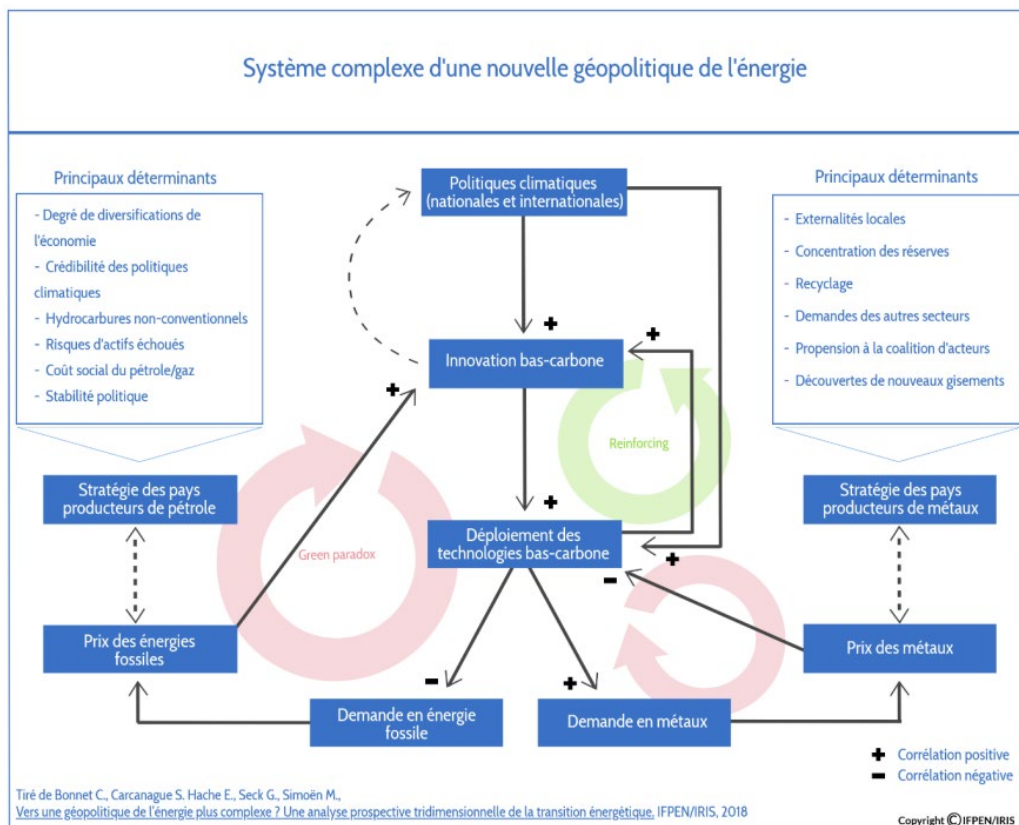 Système complexe d'une nouvelle géopolitique de l'énergie
Principaux déterminants
- Degré de diversifications de
l'économie
- Crédibilité des politiques
climatiques
- Hydrocarbures non-conventionnels
- Risques d'actifs échoués
- Coût social du pétrole/gaz
- Stabilité politique
Politiques climatiques
(nationales et internationales)
Principaux déterminants
- Externalités locales
- Concentration des réserves
- Recyclage
- Demandes des autres secteurs
- Propension à la coalition d'acteurs
- Découvertes de nouveaux gisements
+
+
Innovation bas-carbone
+
Reinforcing
Stratégie des pays
producteurs de pétrole
+
Stratégie des pays
producteurs de métaux
Déploiement des
technologies bas-carbone
Green paradox
+
-
Prix des énergies
fossiles
Prix des métaux
-
+
Demande en énergie
fossile
Demande en métaux
+ Corrélation positive
- Corrélation négative
Tiré de Bonnet C., Carcanague S. Hache E., Seck G., Simoën M.,
Vers une géopolitique de l'énergie plus complexe ? Une analyse prospective tridimensionnelle de la transition énergétique. IFPEN/IRIS, 2018
Copyright ©IFPEN/IRIS